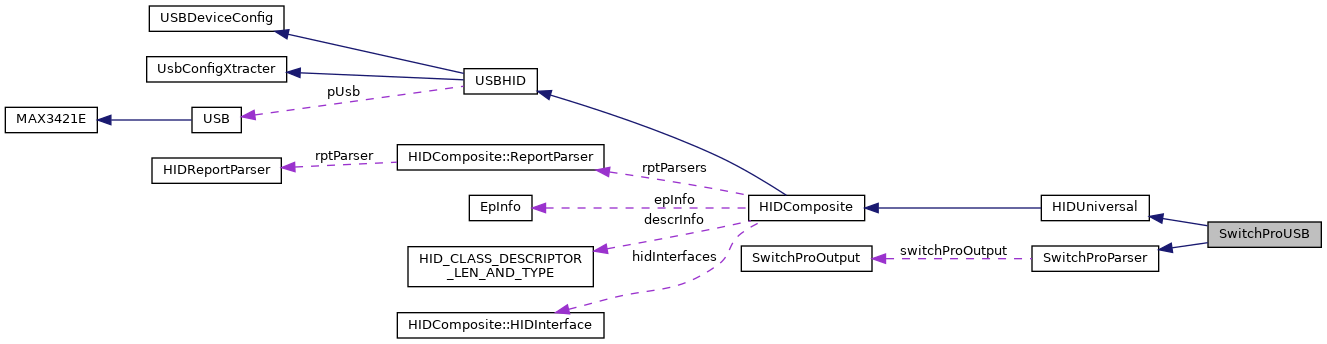 USBDeviceConfig
UsbConfigXtracter
USBHID
pUsb
MAX3421E
USB
HIDReportParser
rptParser
HIDComposite::ReportParser
rptParsers
EpInfo
epInfo
descrInfo
HID_CLASS_DESCRIPTOR
_LEN_AND_TYPE
hidInterfaces
HIDComposite::HIDInterface
HIDComposite
HIDUniversal
SwitchProUSB
SwitchProOutput
switchProOutput
SwitchProParser